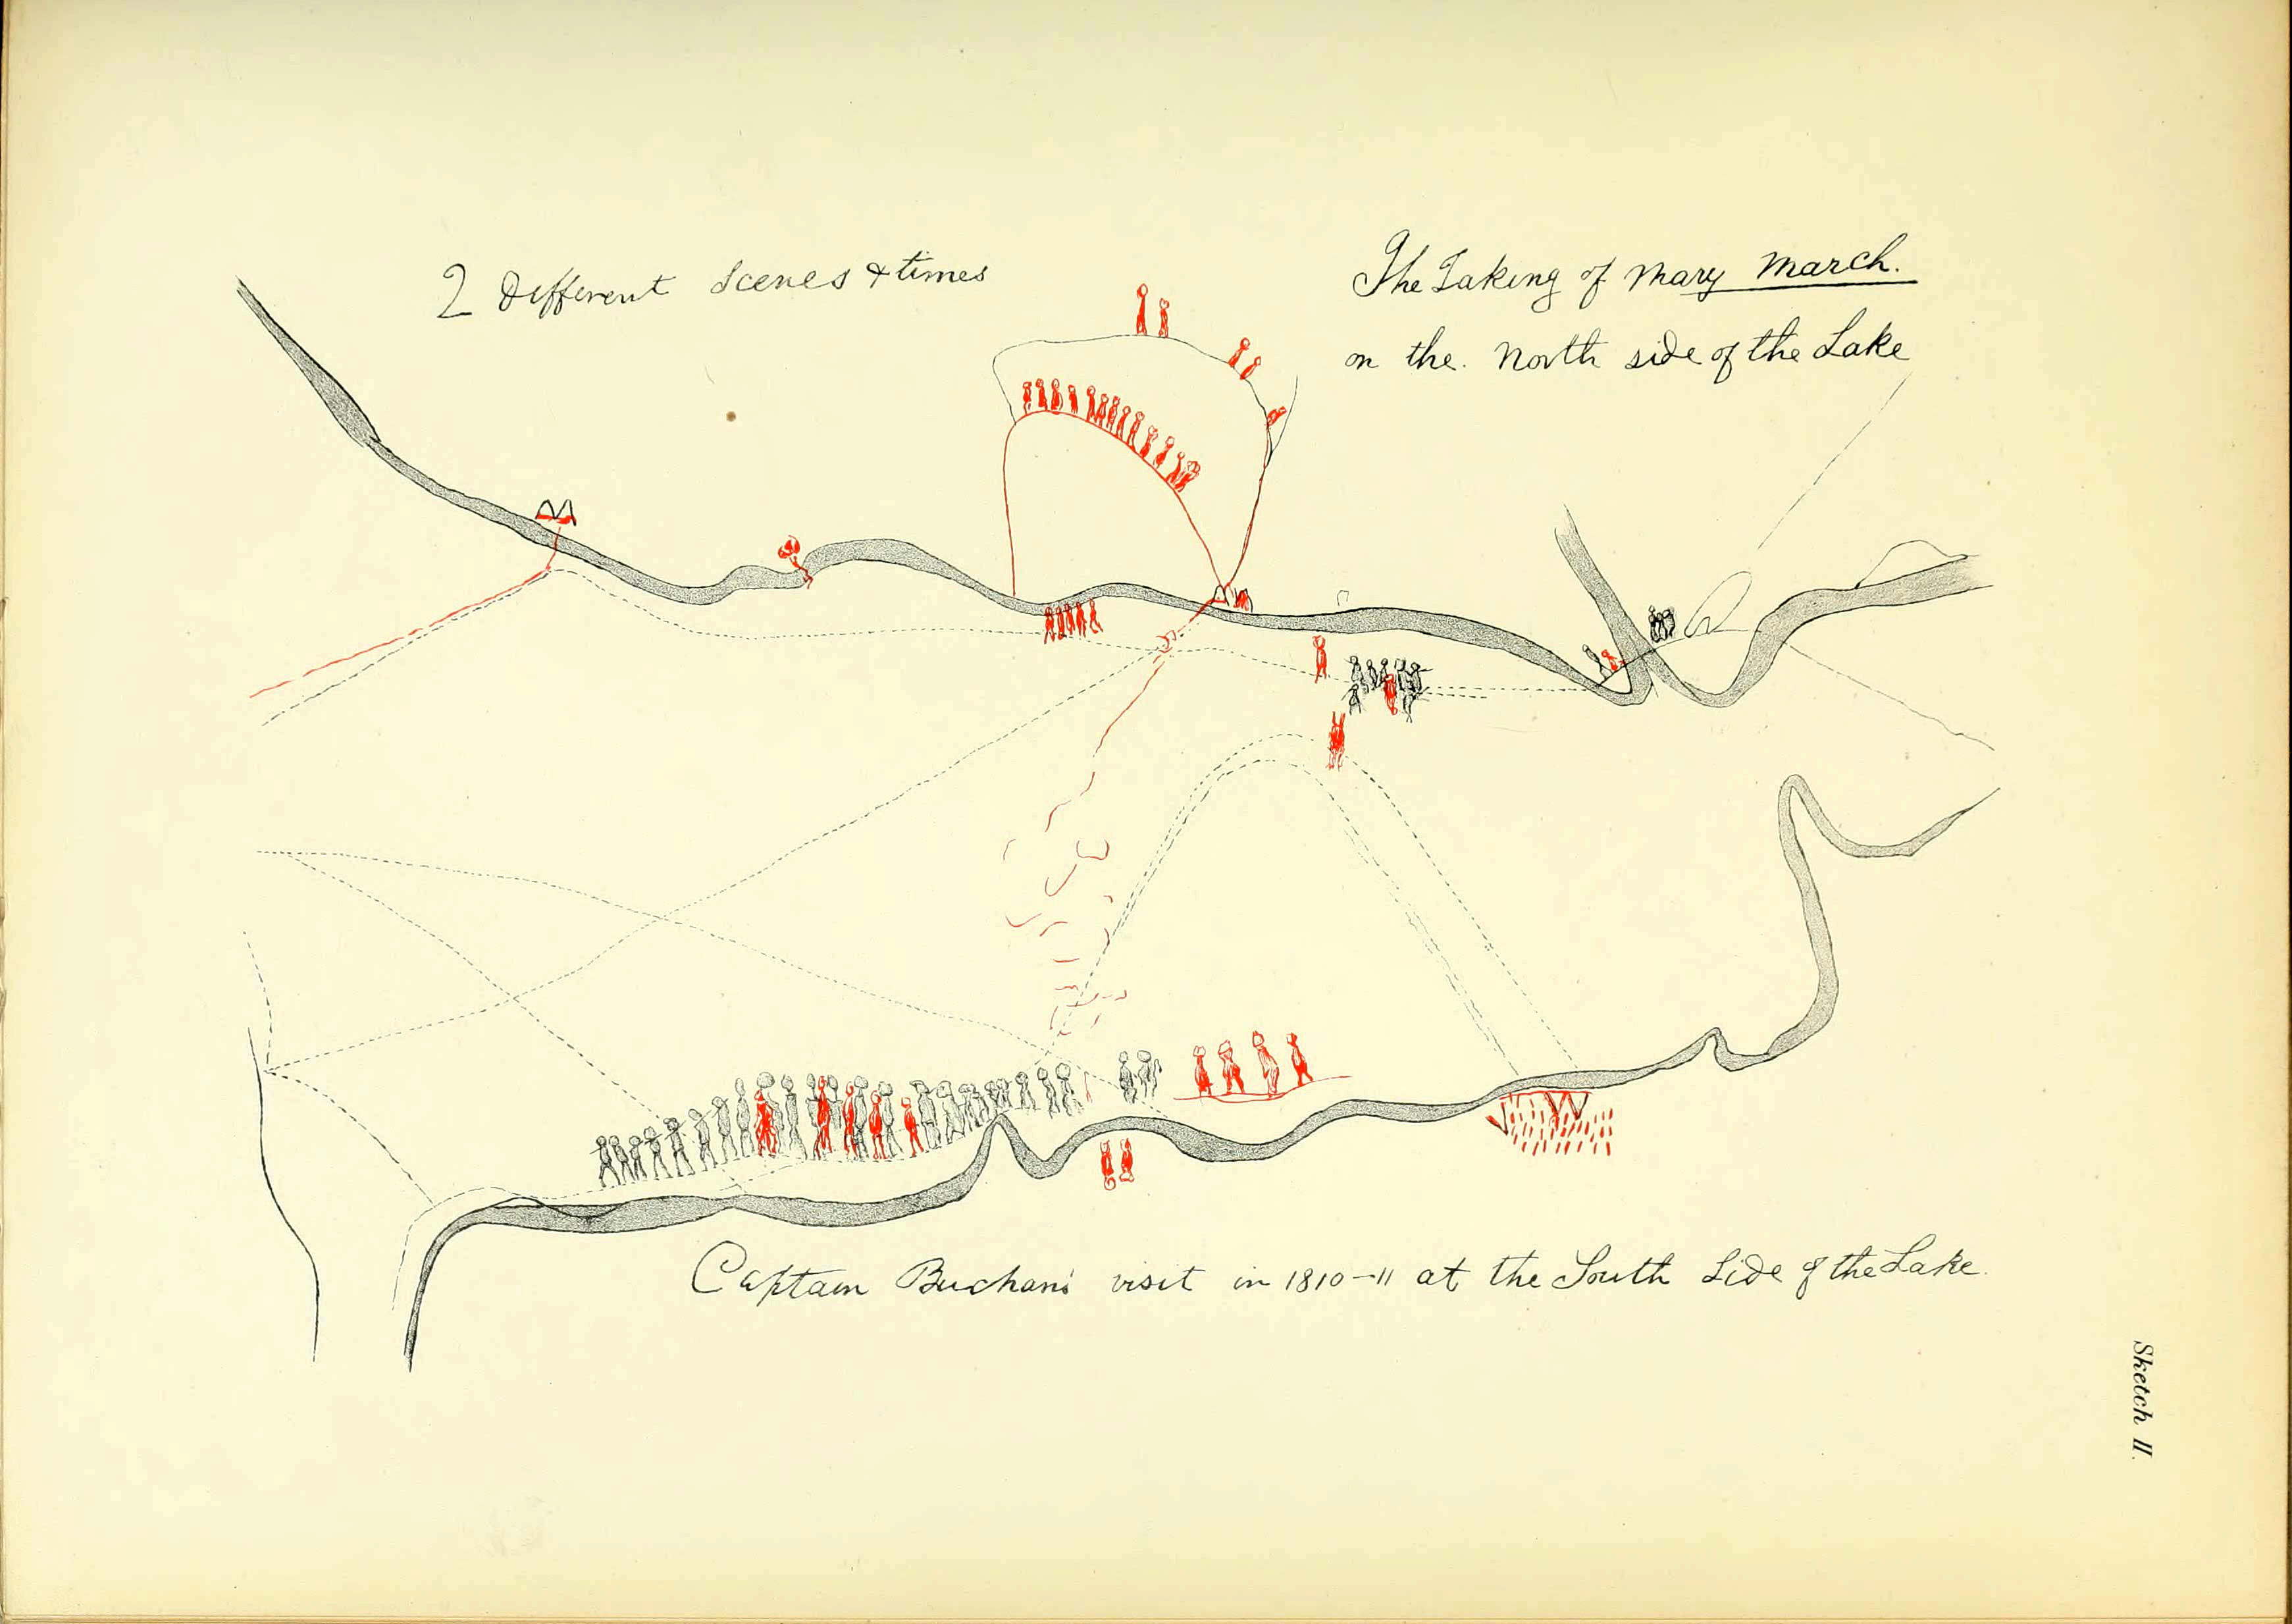 2 Different Scenes & times
The Taking of Mary March.
on the. North side of the Lake
Captain Buchan's visit in 1810-11 at the South Side of the Lake.
Sketch II.